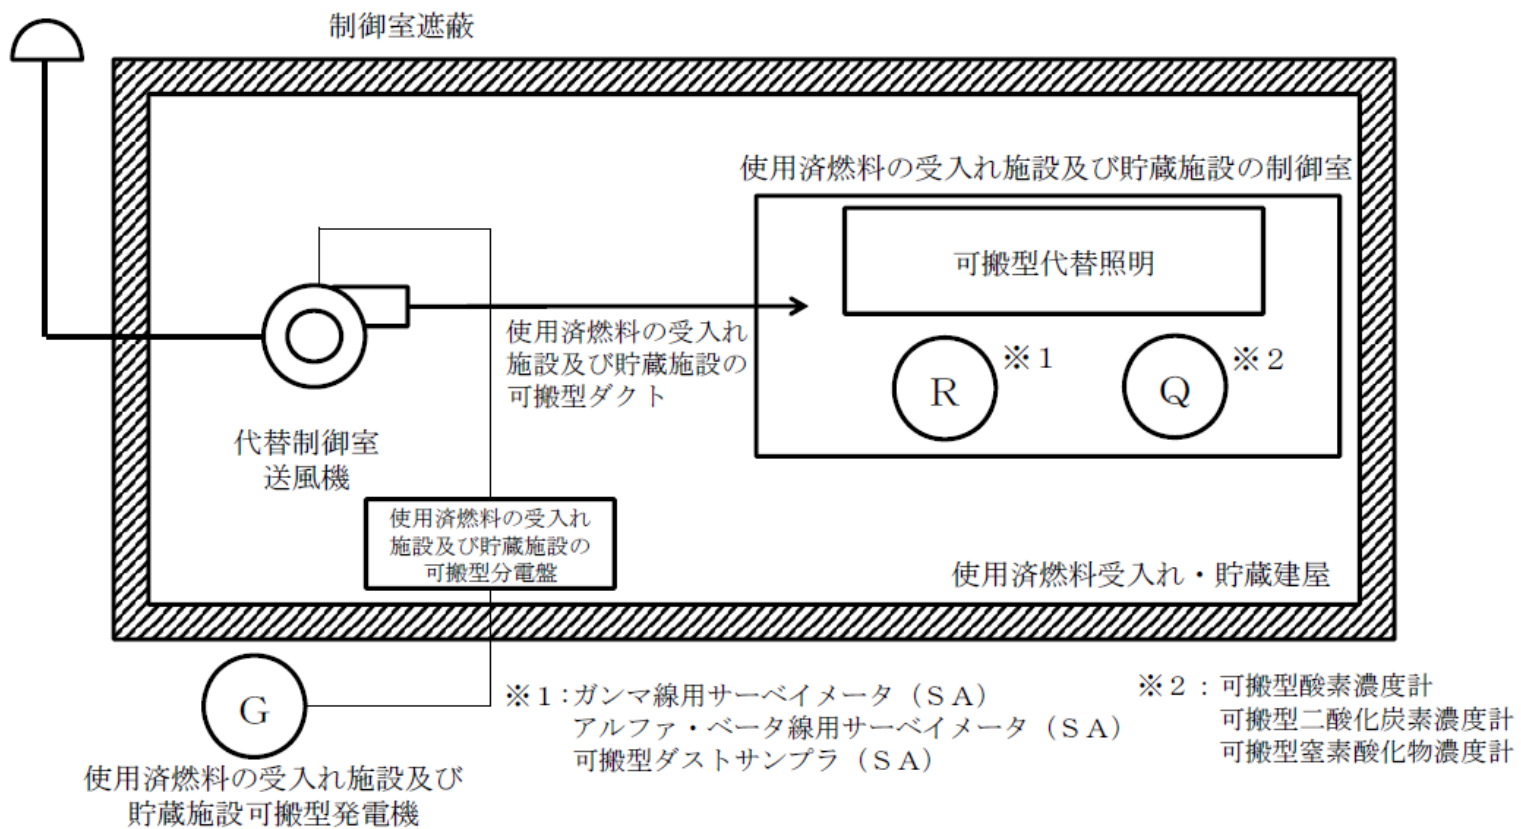 制御室遮蔽
使用済燃料の受入れ施設及び貯蔵施設の制御室
可搬型代替照明
使用済燃料の受入れ
施設及び貯蔵施設の
可搬型ダクト
R
※1
Q
※2
代替制御室
送風機
使用済燃料の受入れ
施設及び貯蔵施設の
可搬型分電盤
使用済燃料受入れ・貯蔵建屋
G
使用済燃料の受入れ施設及び
貯蔵施設可搬型発電機
※1:ガンマ線用サーベイメータ(SA)
アルファ・ベータ線用サーベイメータ(SA)
可搬型ダストサンプラ(SA)
※2:可搬型酸素濃度計
可搬型二酸化炭素濃度計
可搬型窒素酸化物濃度計